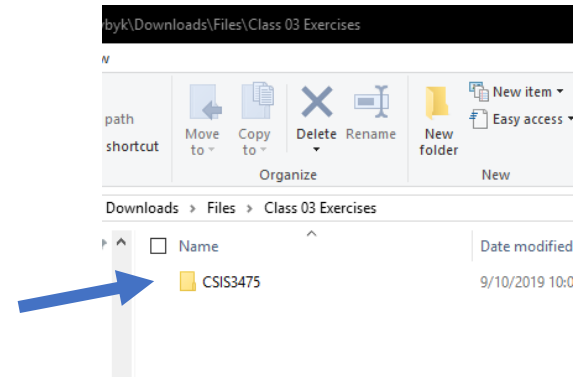 ybyk\Downloads\Files\Class 03 Exercises
w
path
shortcut
Move to
Copy to
Delete
Rename
Organize
New folder
New item
Easy access
New
Downloads > Files > Class 03 Exercises
Name
Date modified
CSIS3475
9/10/2019 10:0